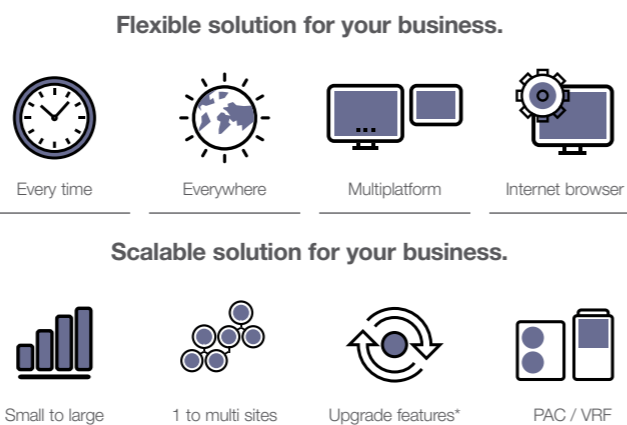 Flexible solution for your business.
Every time
Everywhere
Multiplatform
Internet browser
Scalable solution for your business.
Small to large
1 to multi sites
Upgrade features*
PAC / VRF